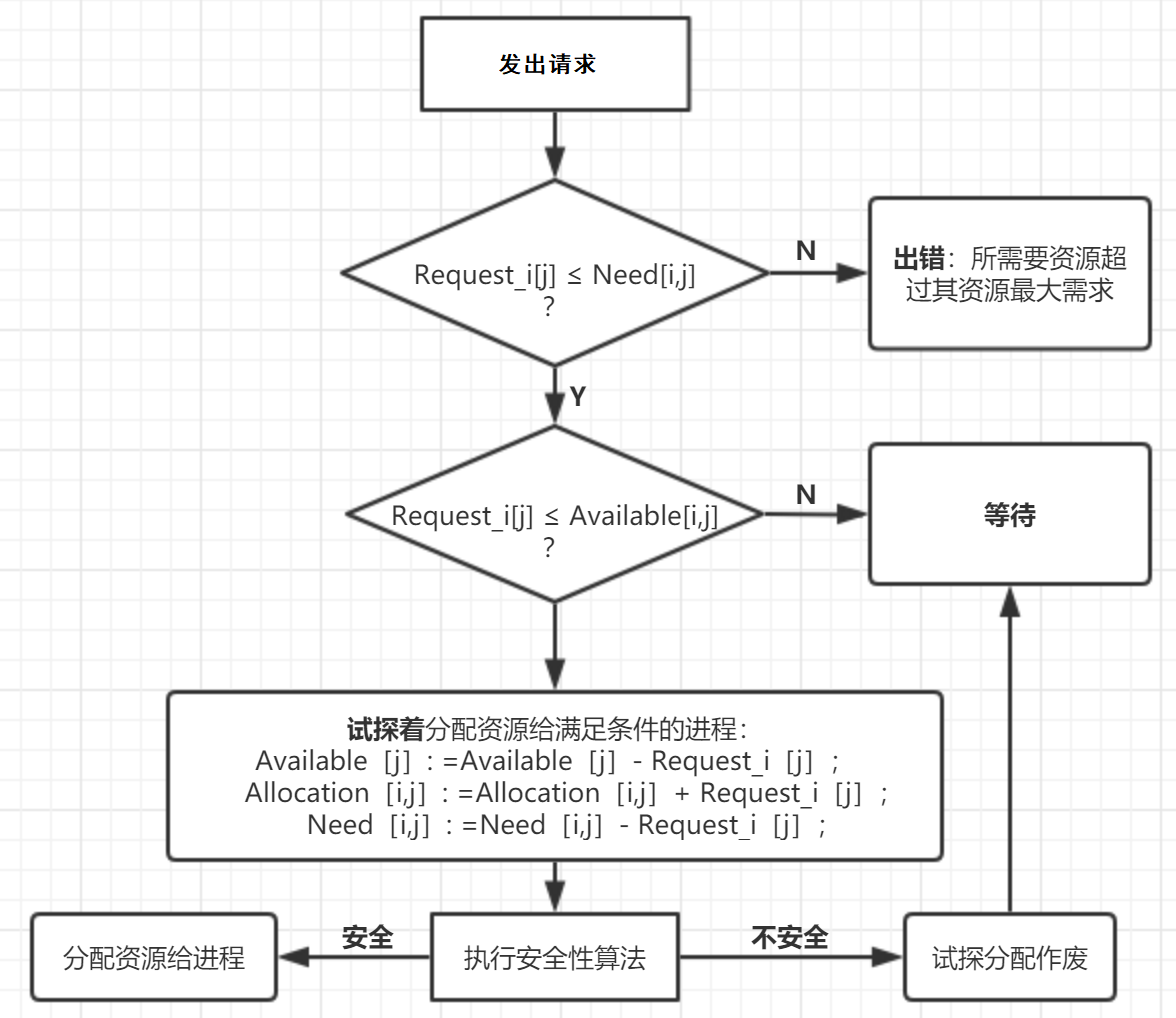 发出请求
Request_i[j] ≤ Need[i,j]
?
N
出错：所需要资源超
过其资源最大需求
Y
Request_i[j] ≤ Available[i,j]
?
N
等待
试探着分配资源给满足条件的进程：
Available [j] : =Available [j] - Request_i [j] ;
Allocation [i,j] : =Allocation [i,j] + Request_i [j] ;
Need [i,j] : =Need [i,j] - Request_i [j] ;
分配资源给进程
安全
执行安全性算法
不安全
试探分配作废